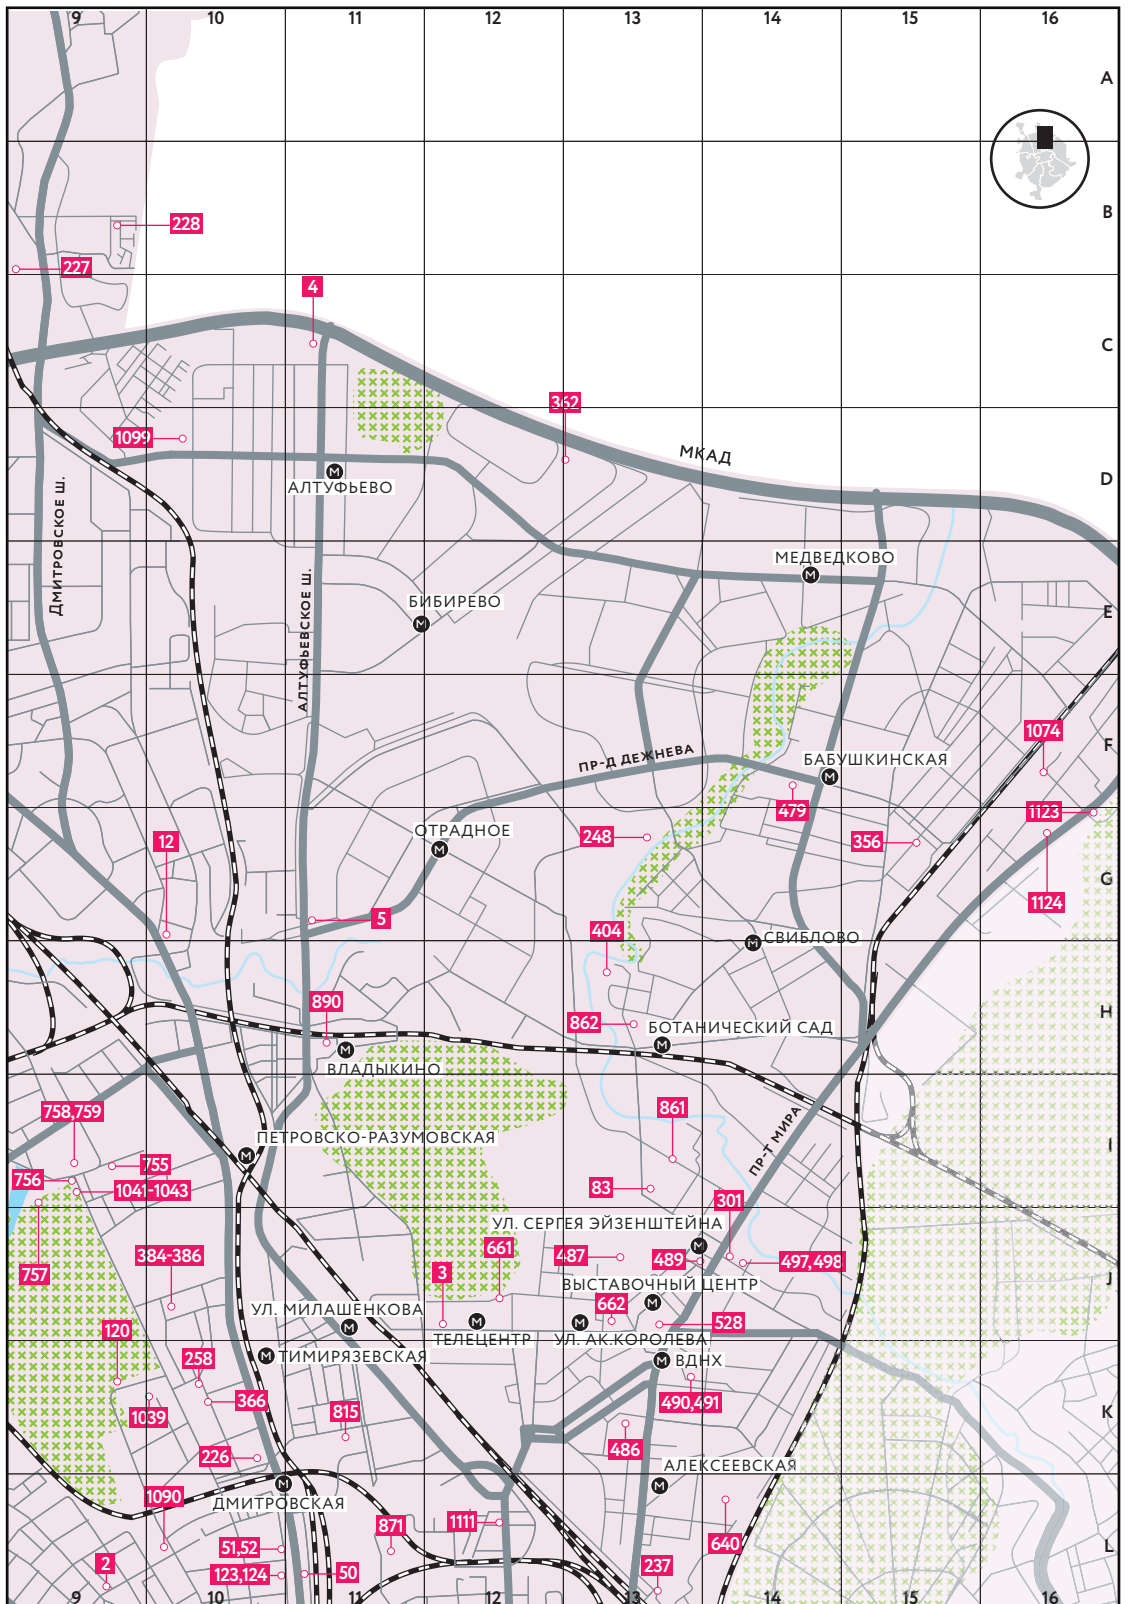 9 10 11 12 13 14 15 16
A
B
228
227
4
C
362
1099
МКАД
D
АЛТУФЬЕВО
ДМИТРОВСКОЕ Ш.
МЕДВЕДКОВО
АЛТУФЬЕВСКОЕ Ш.
БИБИРЕВО
E
1074
F
ПР-Д ДЕЖНЕВА
БАБУШКИНСКАЯ
479
1123
12
ОТРАДНОЕ
248
356
G
1124
5
404
СВИБЛОВО
890
862
БОТАНИЧЕСКИЙ САД
H
ВЛАДЫКИНО
758,759
861
ПР-Т МИРА
ПЕТРОВСКО-РАЗУМОВСКАЯ
I
755
756
1041-1043
83
301
УЛ. СЕРГЕЯ ЭЙЗЕНШТЕЙНА
384-386
661
487
489
497,498
757
3
J
ВЫСТАВОЧНЫЙ ЦЕНТР
УЛ. МИЛАШЕНКОВА
662
528
120
ТЕЛЕЦЕНТР
УЛ. АК.КОРОЛЕВА
258
ТИМИРЯЗЕВСКАЯ
ВДНХ
366
490,491
1039
815
K
226
486
АЛЕКСЕЕВСКАЯ
1090
ДМИТРОВСКАЯ
871
1111
640
51,52
L
2
123,124
50
237
9 10 11 12 13 14 15 16